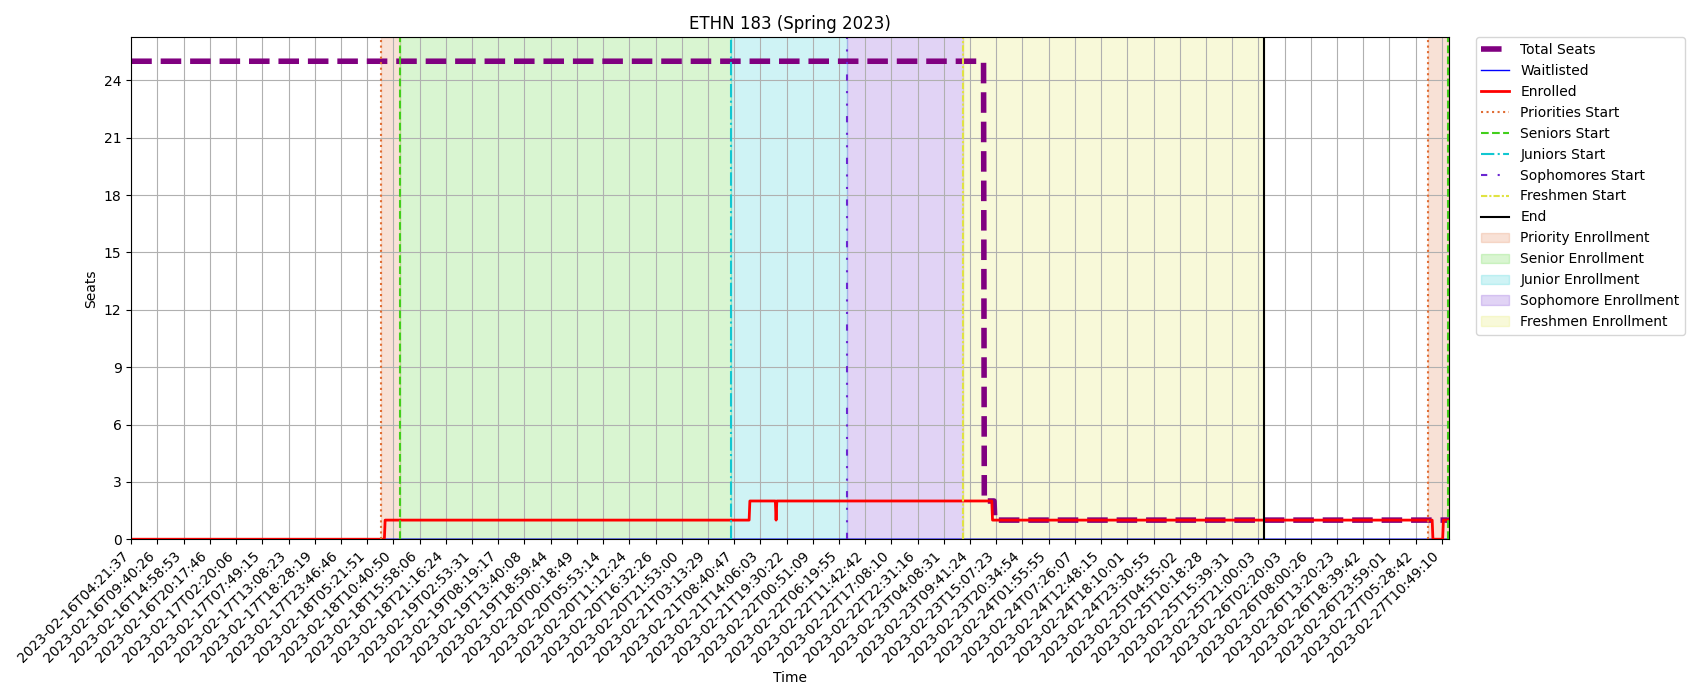 ETHN 183 (Spring 2023)
Seats
24
21
18
15
12
9
6
3
0
2023-02-16T04:21:37
2023-02-16T09:40:26
2023-02-16T14:58:53
2023-02-16T20:17:46
2023-02-17T02:20:06
2023-02-17T07:49:15
2023-02-17T13:08:23
2023-02-17T18:28:19
2023-02-17T23:46:46
2023-02-18T05:21:51
2023-02-18T10:40:50
2023-02-18T15:58:06
2023-02-18T21:16:24
2023-02-19T02:53:31
2023-02-19T08:19:17
2023-02-19T13:40:08
2023-02-19T18:59:44
2023-02-20T00:18:49
2023-02-20T05:53:14
2023-02-20T11:12:24
2023-02-20T16:32:26
2023-02-20T21:53:00
2023-02-21T03:13:29
2023-02-21T08:40:47
2023-02-21T14:06:03
2023-02-21T19:30:22
2023-02-22T00:51:09
2023-02-22T06:19:55
2023-02-22T11:42:42
2023-02-22T17:08:10
2023-02-22T22:31:16
2023-02-23T04:08:31
2023-02-23T09:41:24
2023-02-23T15:07:23
2023-02-23T20:34:54
2023-02-24T01:55:55
2023-02-24T07:26:07
2023-02-24T12:48:15
2023-02-24T18:10:01
2023-02-24T23:30:55
2023-02-25T04:55:02
2023-02-25T10:18:28
2023-02-25T15:39:31
2023-02-25T21:00:03
2023-02-26T02:20:03
2023-02-26T08:00:26
2023-02-26T13:20:23
2023-02-26T18:39:42
2023-02-26T23:59:01
2023-02-27T05:28:42
2023-02-27T10:49:10
Time
Total Seats
Waitlisted
Enrolled
Priorities Start
Seniors Start
Juniors Start
Sophomores Start
Freshmen Start
End
Priority Enrollment
Senior Enrollment
Junior Enrollment
Sophomore Enrollment
Freshmen Enrollment